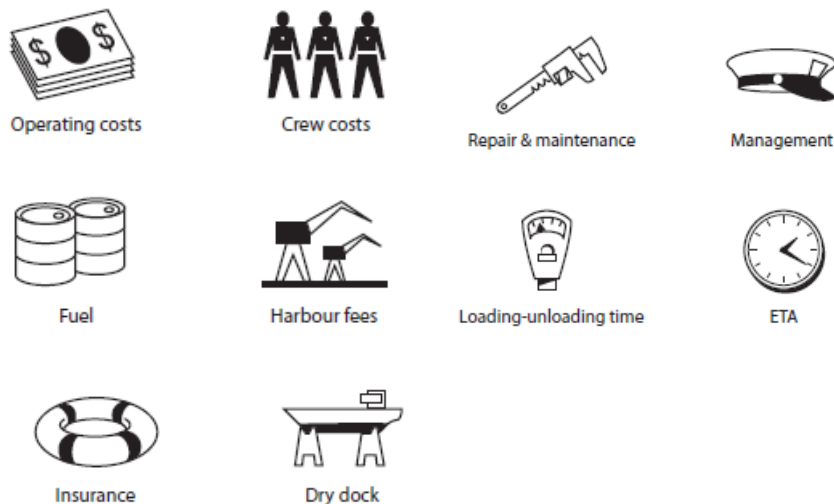 $ $
Operating costs
Crew costs
Repair & maintenance
Management
Fuel
Harbour fees
Loading-unloading time
ETA
Insurance
Dry dock